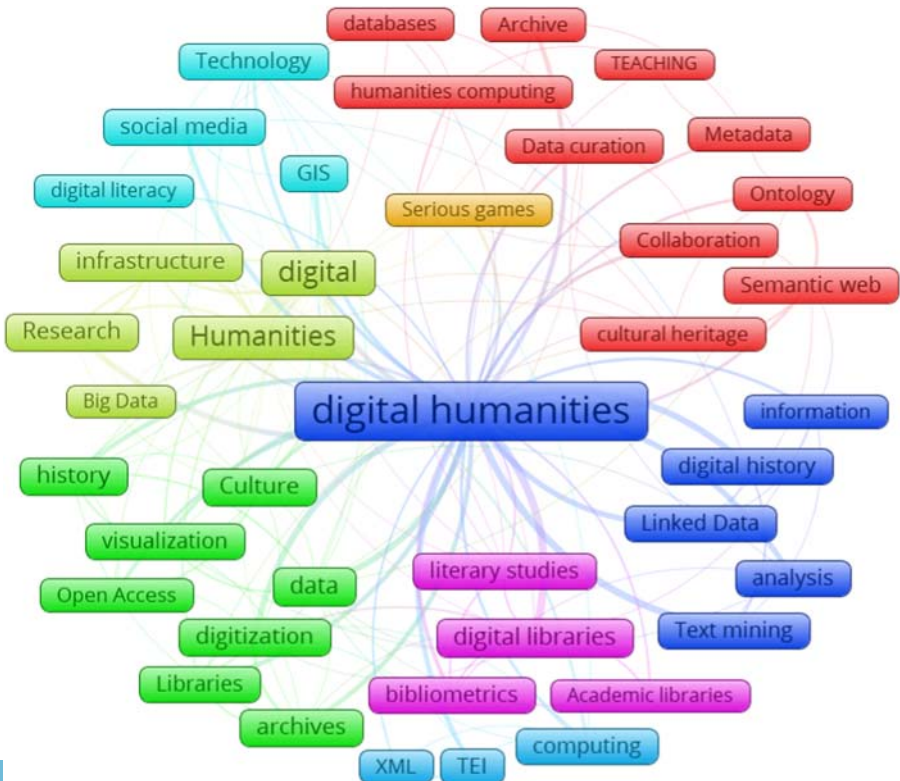 databases
Archive
Technology
TEACHING
humanities computing
social media
Metadata
Data curation
GIS
digital literacy
Ontology
Serious games
Collaboration
infrastructure
digital
Semantic web
Research
Humanities
cultural heritage
Big Data
digital humanities
information
history
Culture
digital history
Linked Data
visualization
literary studies
analysis
Open Access
data
digitization
digital libraries
Text mining
Libraries
bibliometrics
Academic libraries
archives
computing
XML
TEI